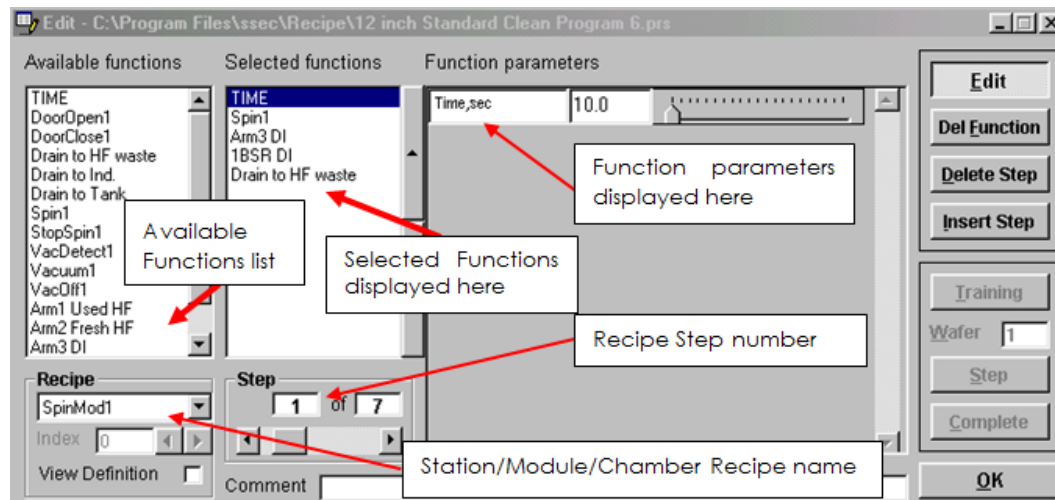 Edit - C:\Program Files\ssec\Recipe\12 inch Standard Clean Program 6.prs
Available functions
TIME
DoorOpen1
DoorClose1
Drain to HF waste
Drain to Ind.
Drain to Tank
Spin1
StopSpin1
VacDetect1
Vacuum1
VacOff1
Arm1 Used HF
Arm2 Fresh HF
Arm3 DI
Available
Functions list
Selected functions
TIME
Spin1
Arm3 DI
1BSR DI
Drain to HF waste
Selected Functions
displayed here
Function parameters
Time,sec 10.0
Function parameters
displayed here
Recipe Step number
Recipe
SpinMod1
Index 0
View Definition
Step
1 of 7
Station/Module/Chamber Recipe name
Comment
Edit
Del Function
Delete Step
Insert Step
Training
Wafer 1
Step
Complete
OK